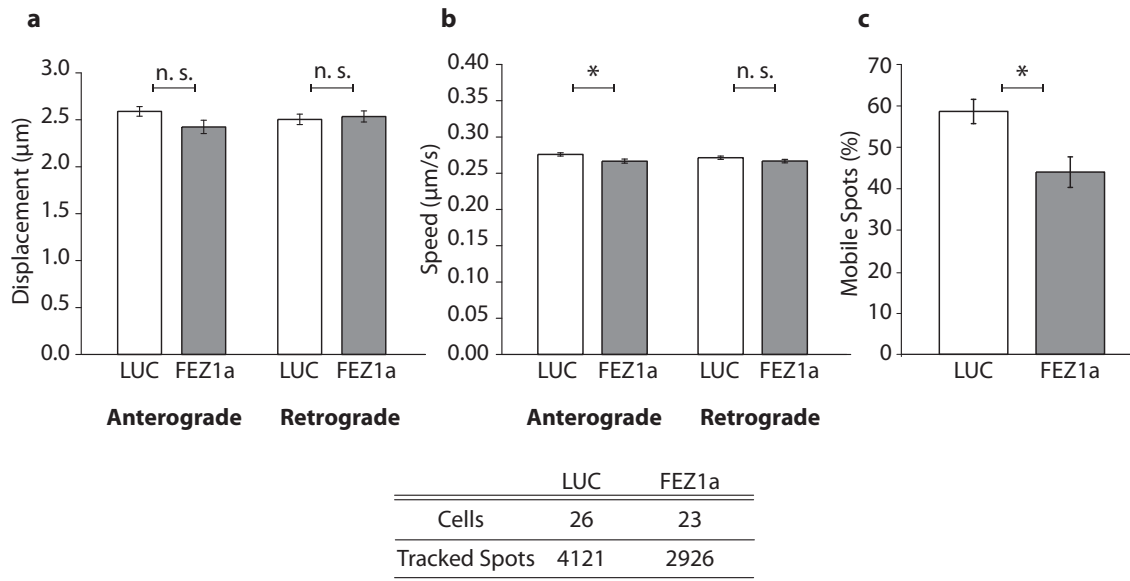 a
n. s.
n. s.
3.0
2.5
2.0
1.5
1.0
0.5
0.0
Displacement (µm)
LUC FEZ1a LUC FEZ1a
Anterograde Retrograde
b
*
n. s.
0.40
0.35
0.30
0.25
0.20
0.15
0.10
0.05
0.00
Speed (µm/s)
LUC FEZ1a LUC FEZ1a
Anterograde Retrograde
c
*
70
60
50
40
30
20
10
0
Mobile Spots (%)
LUC FEZ1a
LUC FEZ1a
Cells 26 23
Tracked Spots 4121 2926